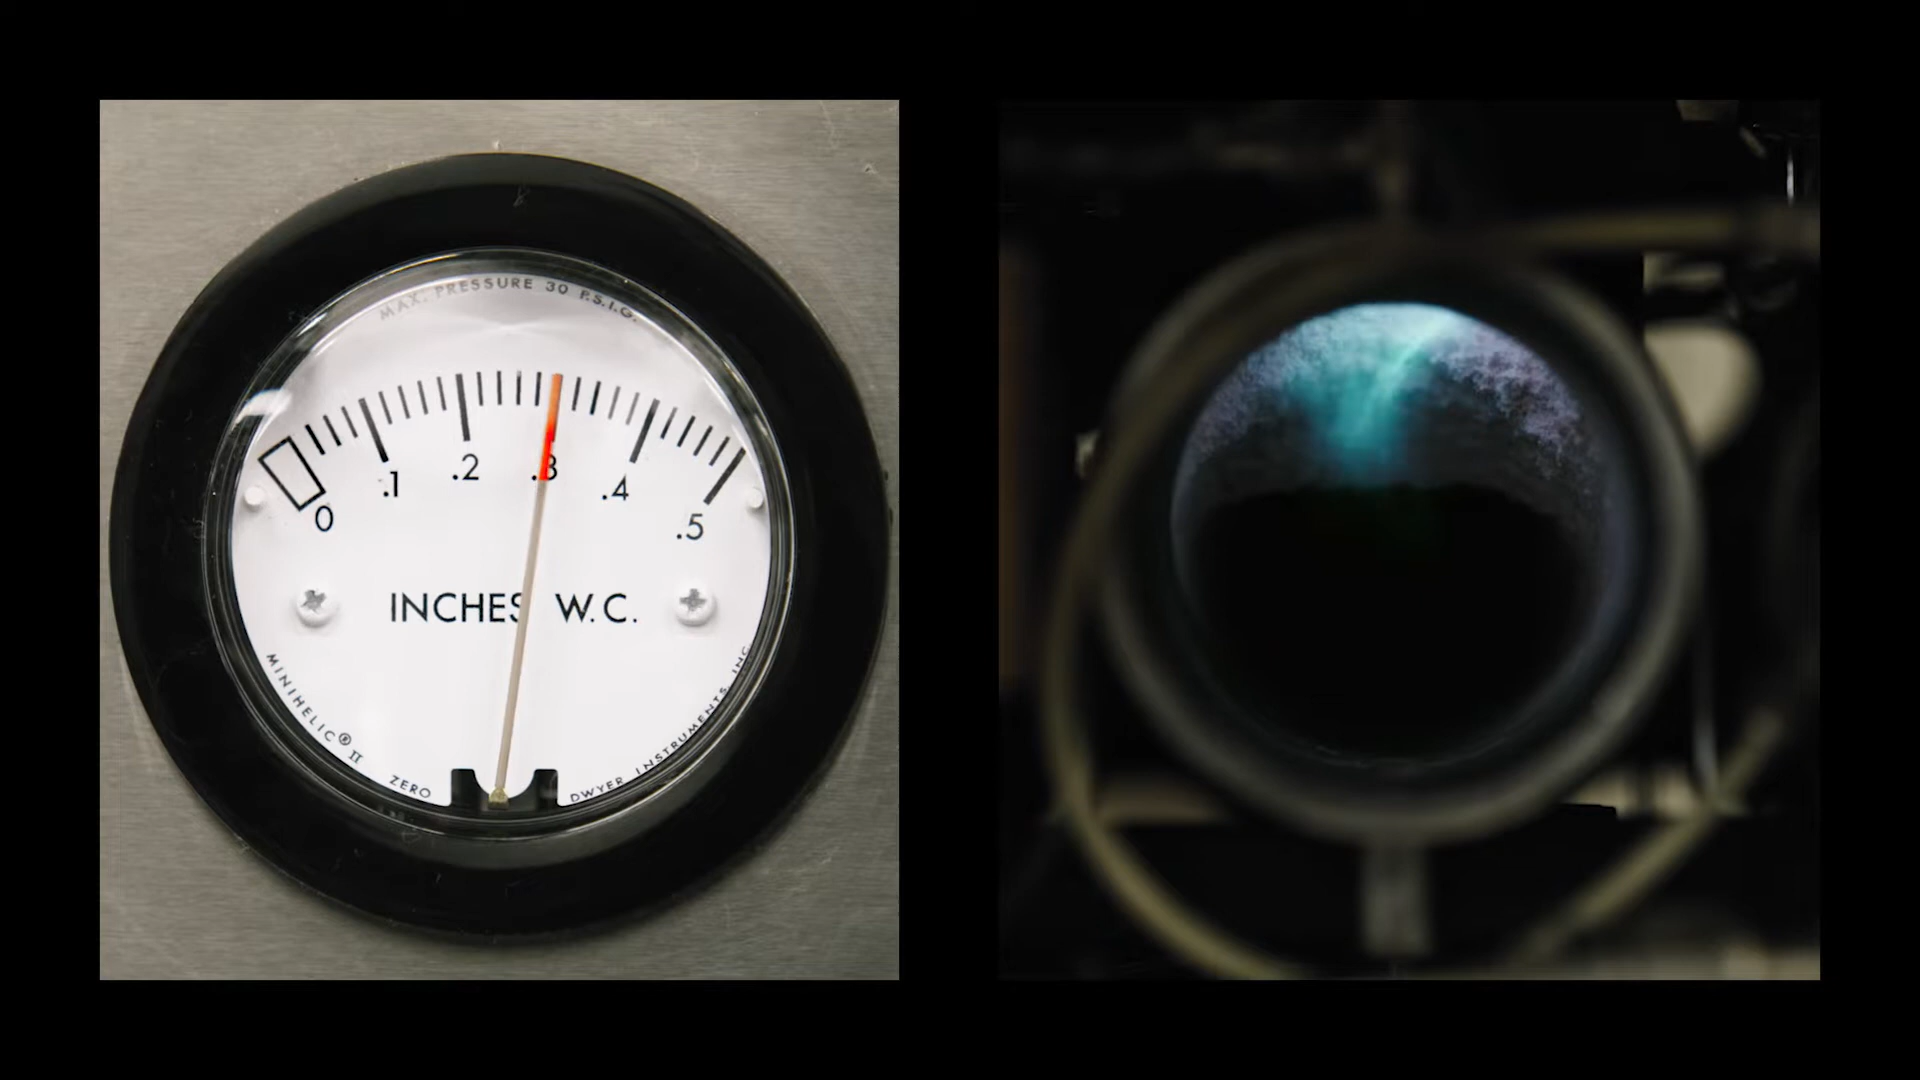 MAX. PRESSURE 30 P.S.I.G.
0 .1 .2 .3 .4 .5
INCHES W.C.
MINIHELIC® II
ZERO
DWYER INSTRUMENTS INC